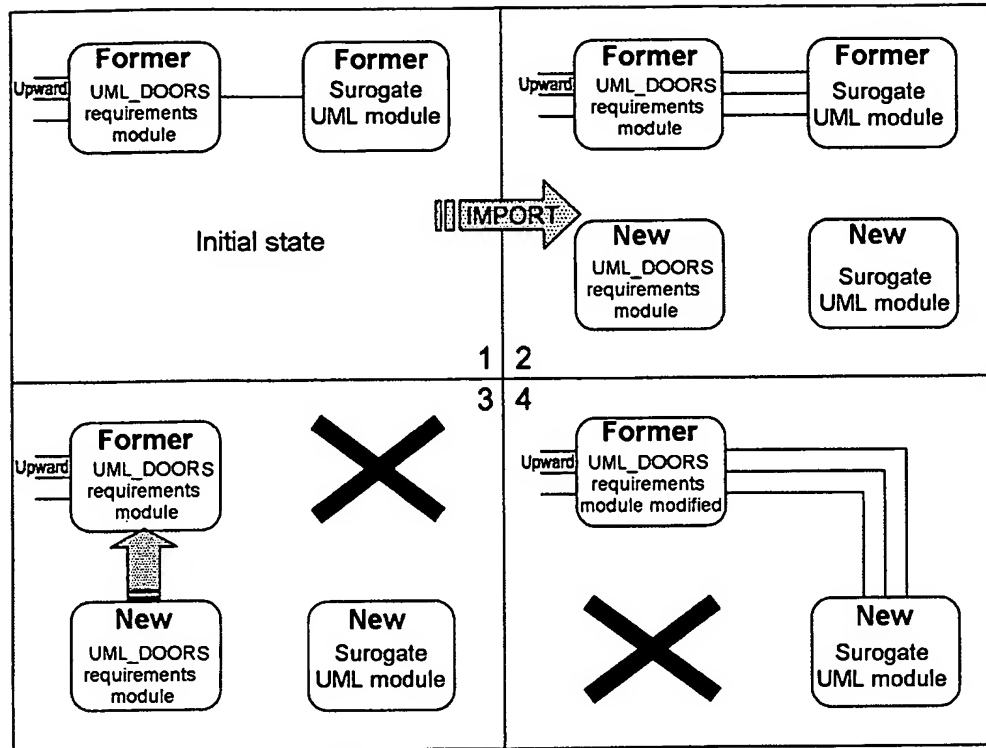 Former
Upward
UML_DOORS
requirements
module
Former
Surogate
UML module
Initial state
1
Former
Upward
UML_DOORS
requirements
module
Former
Surogate
UML module
IMPORT
New
UML_DOORS
requirements
module
New
Surogate
UML module
2
3
Former
Upward
UML_DOORS
requirements
module
New
UML_DOORS
requirements
module
New
Surogate
UML module
4
Former
Upward
UML_DOORS
requirements
module modified
New
Surogate
UML module